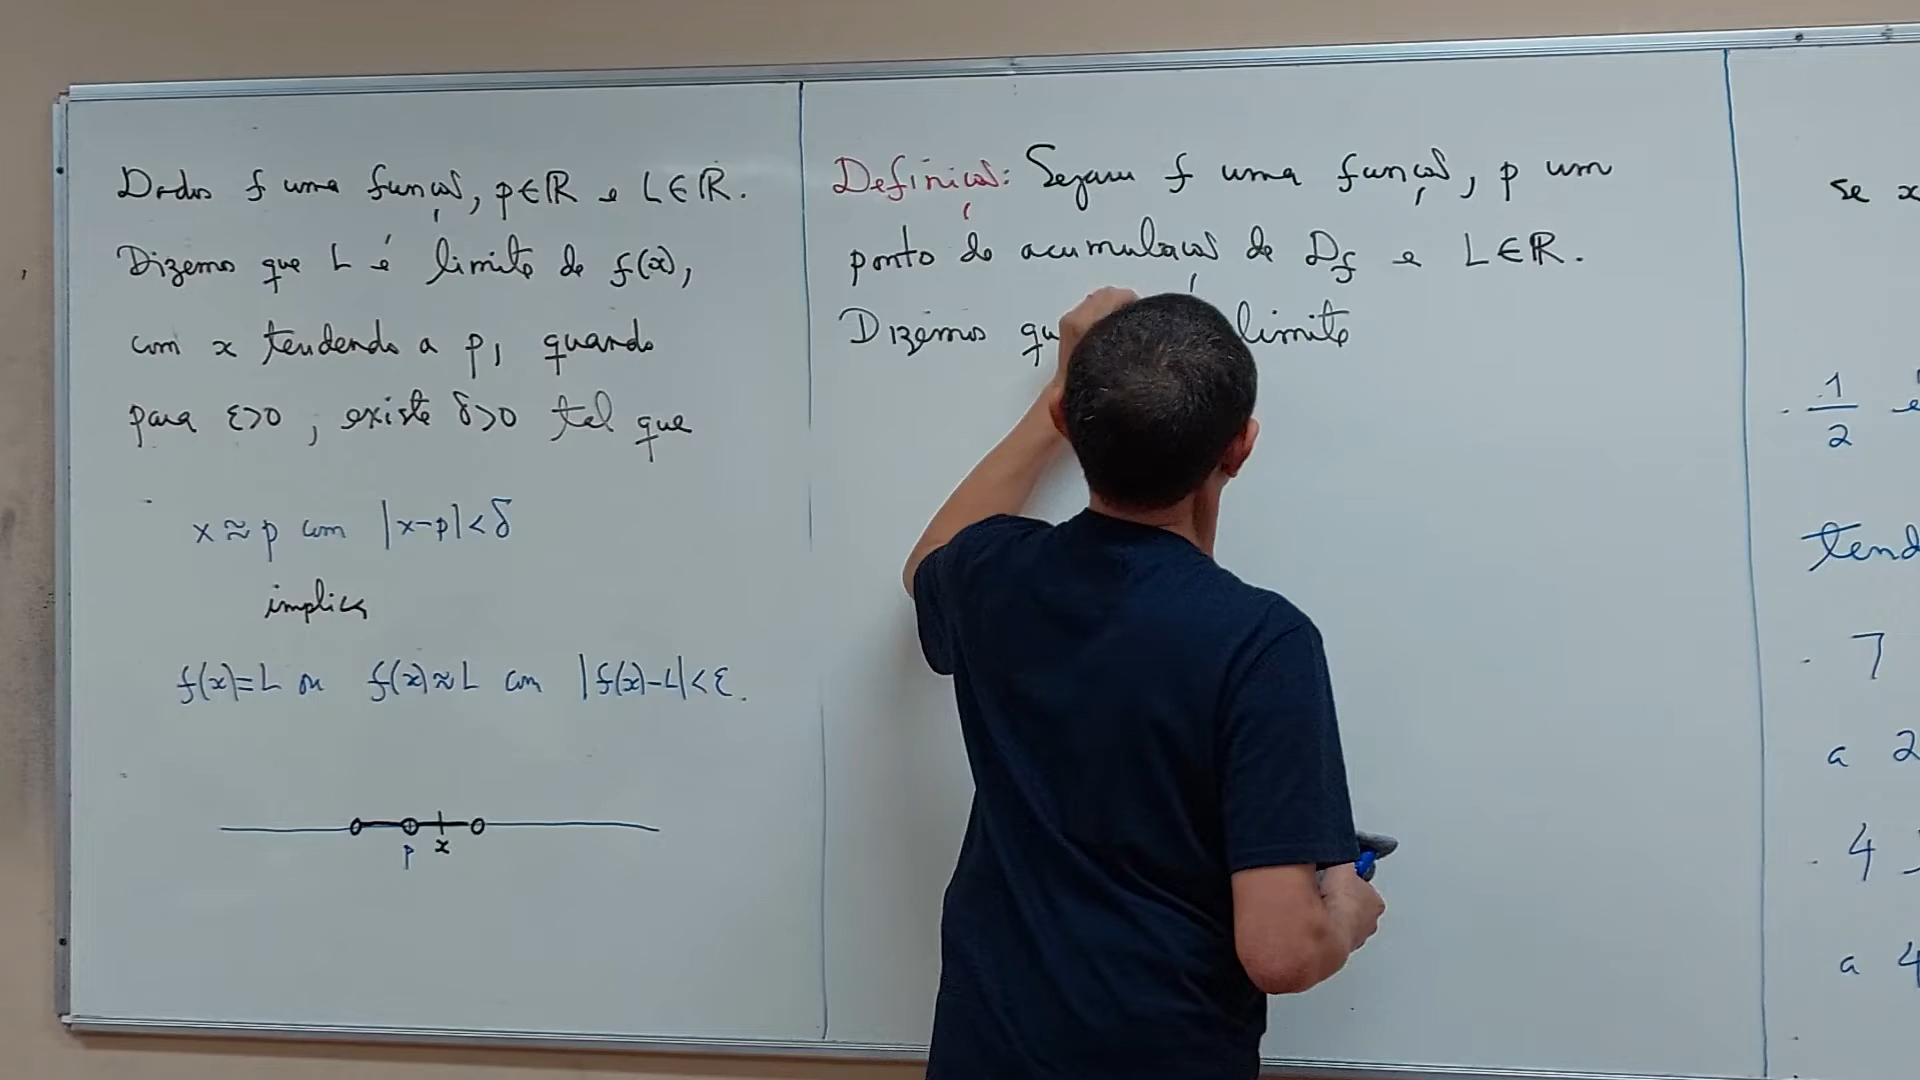 Dados f uma função, p∈ℝ e L∈ℝ.
Dizemos que L é limite de f(x),
com x tendendo a p, quando
para ε>0, existe δ>0 tal que
x≈p com |x-p|<δ
implica
f(x)=L ou f(x)≈L com |f(x)-L|<ε.
p x
Definição: Sejam f uma função, p um
ponto de acumulação de D_f e L∈ℝ.
Dizemos qu limite
se x
1/2 e
tend
7
a 2
4
a 4